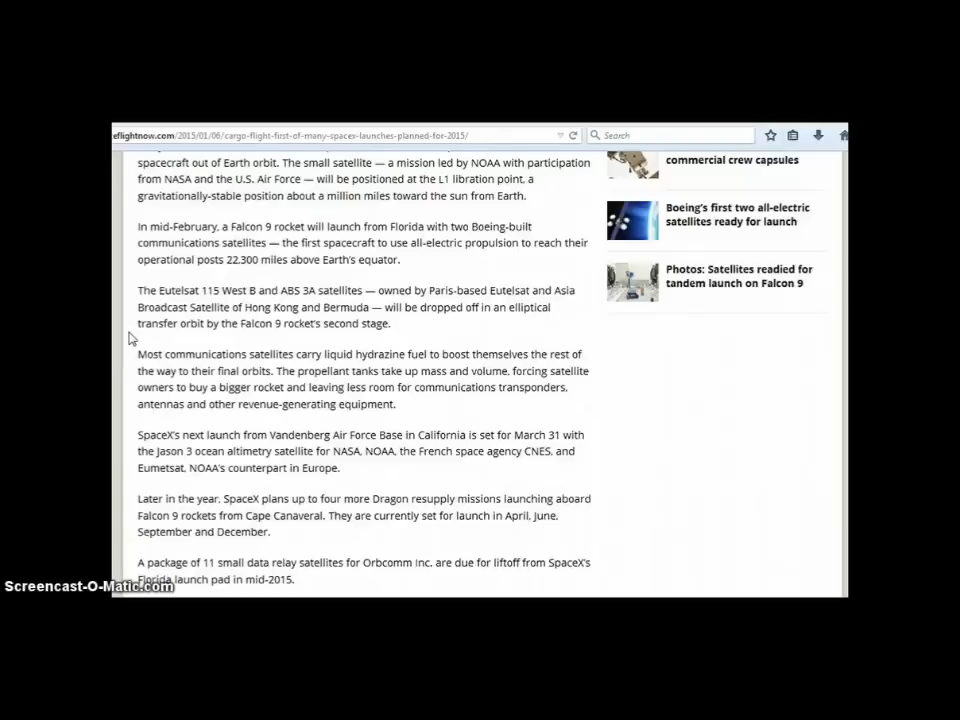 eflightnow.com/2015/01/06/cargo-flight-first-of-many-spacex-launches-planned-for-2015/
Search
spacecraft out of Earth orbit. The small satellite — a mission led by NOAA with participation
from NASA and the U.S. Air Force — will be positioned at the L1 libration point, a
gravitationally-stable position about a million miles toward the sun from Earth.
In mid-February, a Falcon 9 rocket will launch from Florida with two Boeing-built
communications satellites — the first spacecraft to use all-electric propulsion to reach their
operational posts 22,300 miles above Earth's equator.
The Eutelsat 115 West B and ABS 3A satellites — owned by Paris-based Eutelsat and Asia
Broadcast Satellite of Hong Kong and Bermuda — will be dropped off in an elliptical
transfer orbit by the Falcon 9 rocket's second stage.
Most communications satellites carry liquid hydrazine fuel to boost themselves the rest of
the way to their final orbits. The propellant tanks take up mass and volume, forcing satellite
owners to buy a bigger rocket and leaving less room for communications transponders,
antennas and other revenue-generating equipment.
SpaceX's next launch from Vandenberg Air Force Base in California is set for March 31 with
the Jason 3 ocean altimetry satellite for NASA, NOAA, the French space agency CNES, and
Eumetsat, NOAA's counterpart in Europe.
Later in the year, SpaceX plans up to four more Dragon resupply missions launching aboard
Falcon 9 rockets from Cape Canaveral. They are currently set for launch in April, June,
September and December.
A package of 11 small data relay satellites for Orbcomm Inc. are due for liftoff from SpaceX's
Florida launch pad in mid-2015.
commercial crew capsules
Boeing's first two all-electric
satellites ready for launch
Photos: Satellites readied for
tandem launch on Falcon 9
Screencast-O-Matic.com